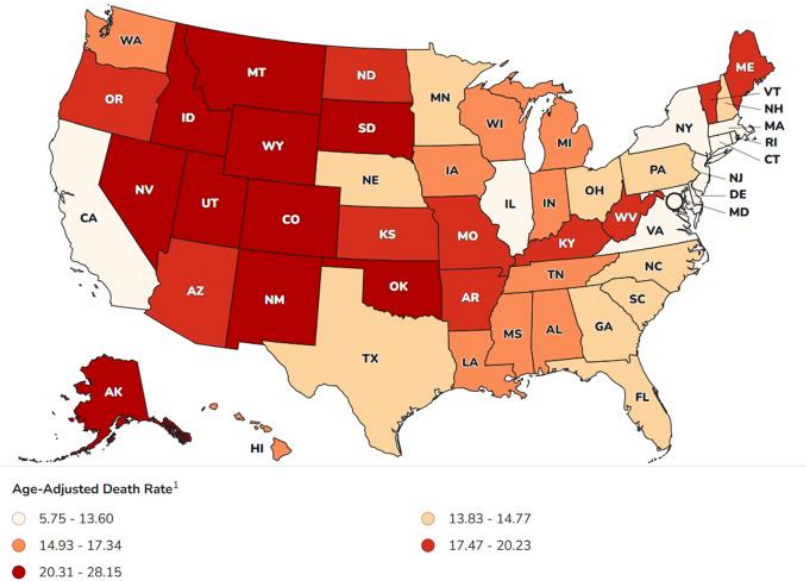 WA
MT
ND
ME
VT
OR
MN
NH
ID
SD
WI
MI
NY
MA
RI
WY
CT
IA
PA
NE
NJ
NV
OH
DE
UT
IL
IN
MD
CA
CO
WV
VA
KS
MO
KY
NC
TN
AZ
OK
AR
SC
NM
MS
AL
GA
TX
LA
AK
FL
HI
Age-Adjusted Death Rate¹
5.75 - 13.60
13.83 - 14.77
14.93 - 17.34
17.47 - 20.23
20.31 - 28.15